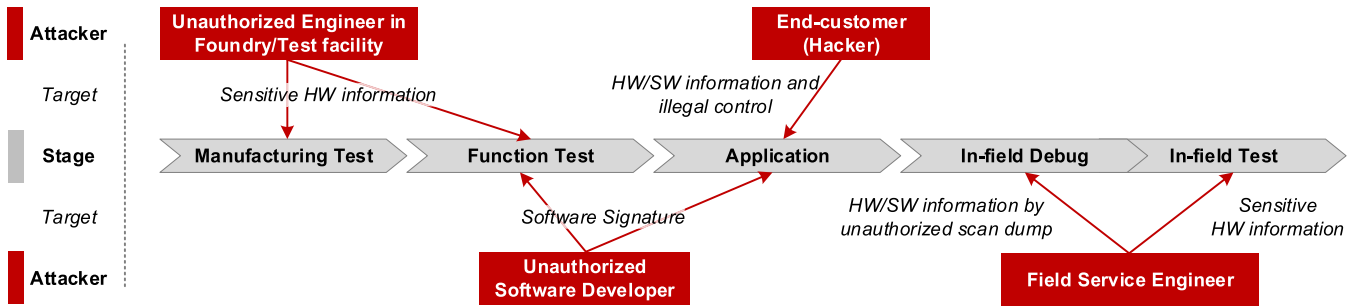 Attacker
Unauthorized Engineer in
Foundry/Test facility
End-customer
(Hacker)
Target
Sensitive HW information
HW/SW information and
illegal control
Stage
Manufacturing Test
Function Test
Application
In-field Debug
In-field Test
Target
Software Signature
HW/SW information by
unauthorized scan dump
Sensitive
HW information
Attacker
Unauthorized
Software Developer
Field Service Engineer